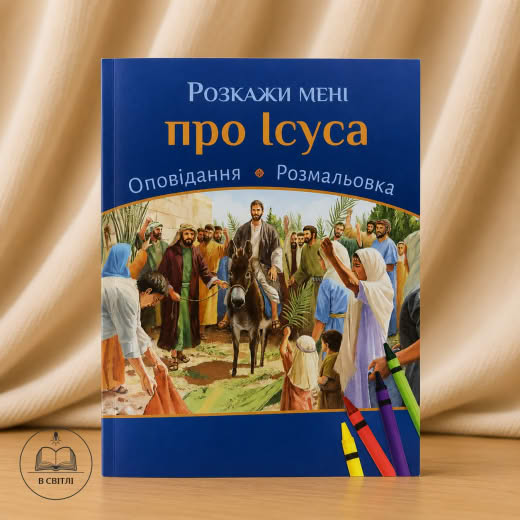 Розкажи мені
про Ісуса
Оповідання • Розмальовка
В СВІТЛІ